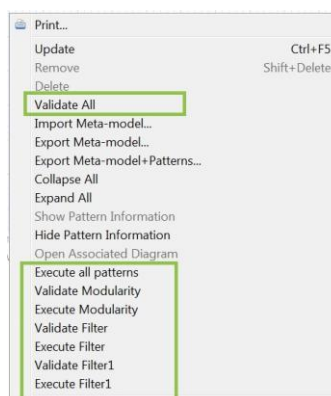 Print...
Update Ctrl+F5
Remove Shift+Delete
Delete
Validate All
Import Meta-model...
Export Meta-model...
Export Meta-model+Patterns...
Collapse All
Expand All
Show Pattern Information
Hide Pattern Information
Open Associated Diagram
Execute all patterns
Validate Modularity
Execute Modularity
Validate Filter
Execute Filter
Validate Filter1
Execute Filter1